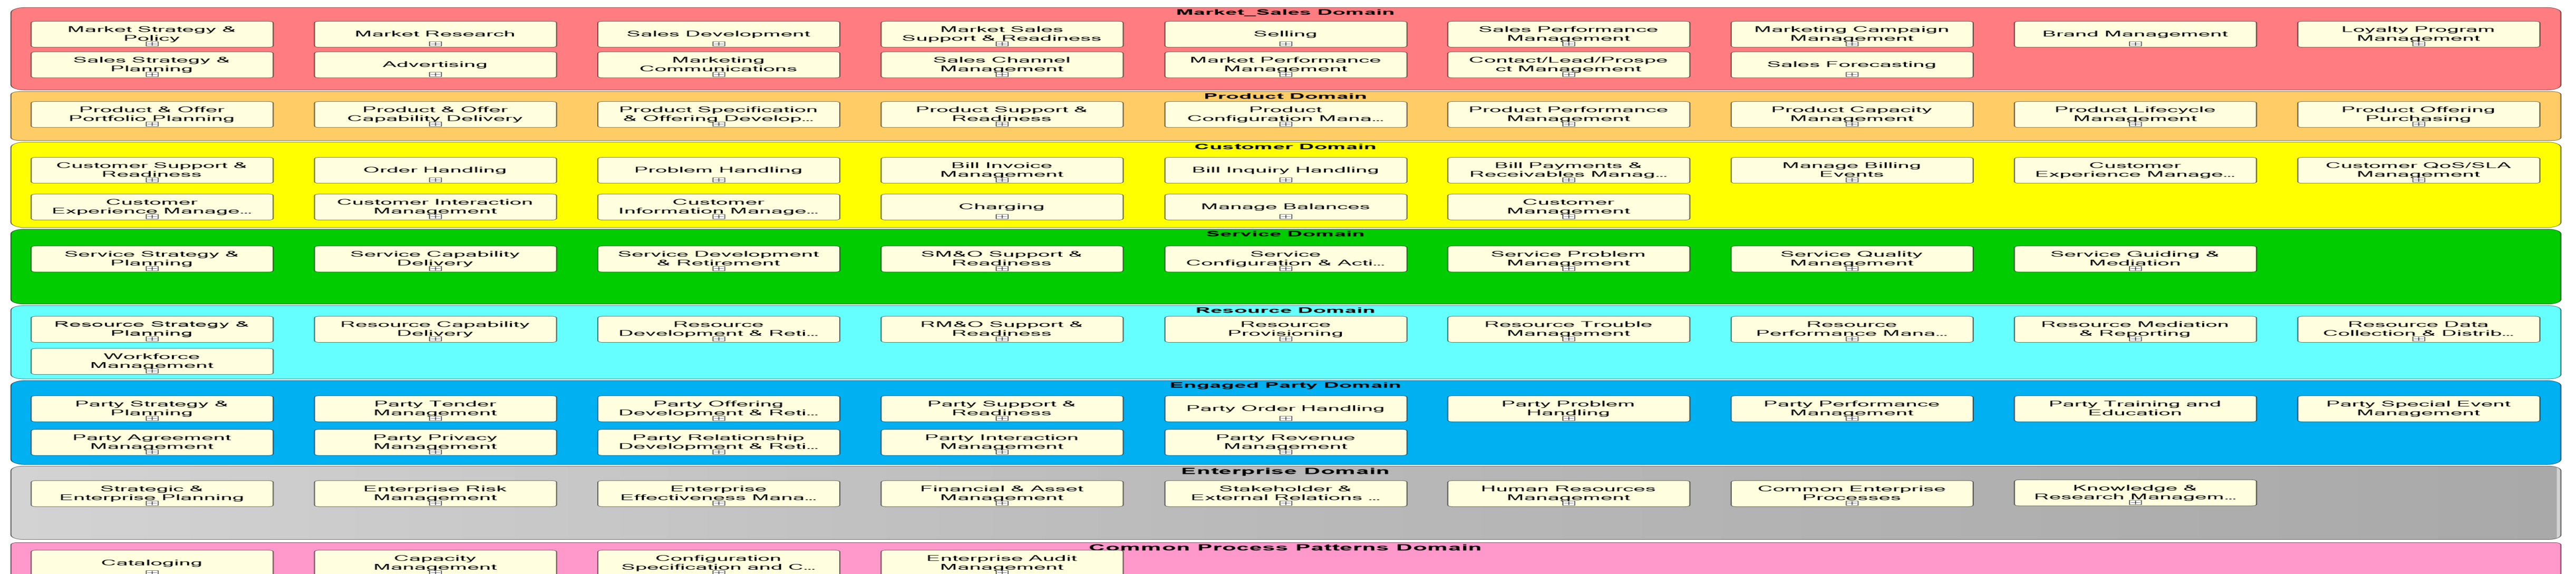 Market_Sales Domain
Market Strategy &
Policy
Market Research
Sales Development
Market Sales
Support & Readiness
Selling
Sales Performance
Management
Marketing Campaign
Management
Brand Management
Loyalty Program
Management
Sales Strategy &
Planning
Advertising
Marketing
Communications
Sales Channel
Management
Market Performance
Management
Contact/Lead/Prospe
ct Management
Sales Forecasting
Product Domain
Product & Offer
Portfolio Planning
Product & Offer
Capability Delivery
Product Specification
& Offering Develop...
Product Support &
Readiness
Product
Configuration Mana...
Product Performance
Management
Product Capacity
Management
Product Lifecycle
Management
Product Offering
Purchasing
Customer Domain
Customer Support &
Readiness
Order Handling
Problem Handling
Bill Invoice
Management
Bill Inquiry Handling
Bill Payments &
Receivables Manag...
Manage Billing
Events
Customer
Experience Manage...
Customer QoS/SLA
Management
Customer
Experience Manage...
Customer Interaction
Management
Customer
Information Manage...
Charging
Manage Balances
Customer
Management
Service Domain
Service Strategy &
Planning
Service Capability
Delivery
Service Development
& Retirement
SM&O Support &
Readiness
Service
Configuration & Acti...
Service Problem
Management
Service Quality
Management
Service Guiding &
Mediation
Resource Domain
Resource Strategy &
Planning
Resource Capability
Delivery
Resource
Development & Reti...
RM&O Support &
Readiness
Resource
Provisioning
Resource Trouble
Management
Resource
Performance Mana...
Resource Mediation
& Reporting
Resource Data
Collection & Distrib...
Workforce
Management
Engaged Party Domain
Party Strategy &
Planning
Party Tender
Management
Party Offering
Development & Reti...
Party Support &
Readiness
Party Order Handling
Party Problem
Handling
Party Performance
Management
Party Training and
Education
Party Special Event
Management
Party Agreement
Management
Party Privacy
Management
Party Relationship
Development & Reti...
Party Interaction
Management
Party Revenue
Management
Enterprise Domain
Strategic &
Enterprise Planning
Enterprise Risk
Management
Enterprise
Effectiveness Mana...
Financial & Asset
Management
Stakeholder &
External Relations ...
Human Resources
Management
Common Enterprise
Processes
Knowledge &
Research Managem...
Common Process Patterns Domain
Cataloging
Capacity
Management
Configuration
Specification and C...
Enterprise Audit
Management